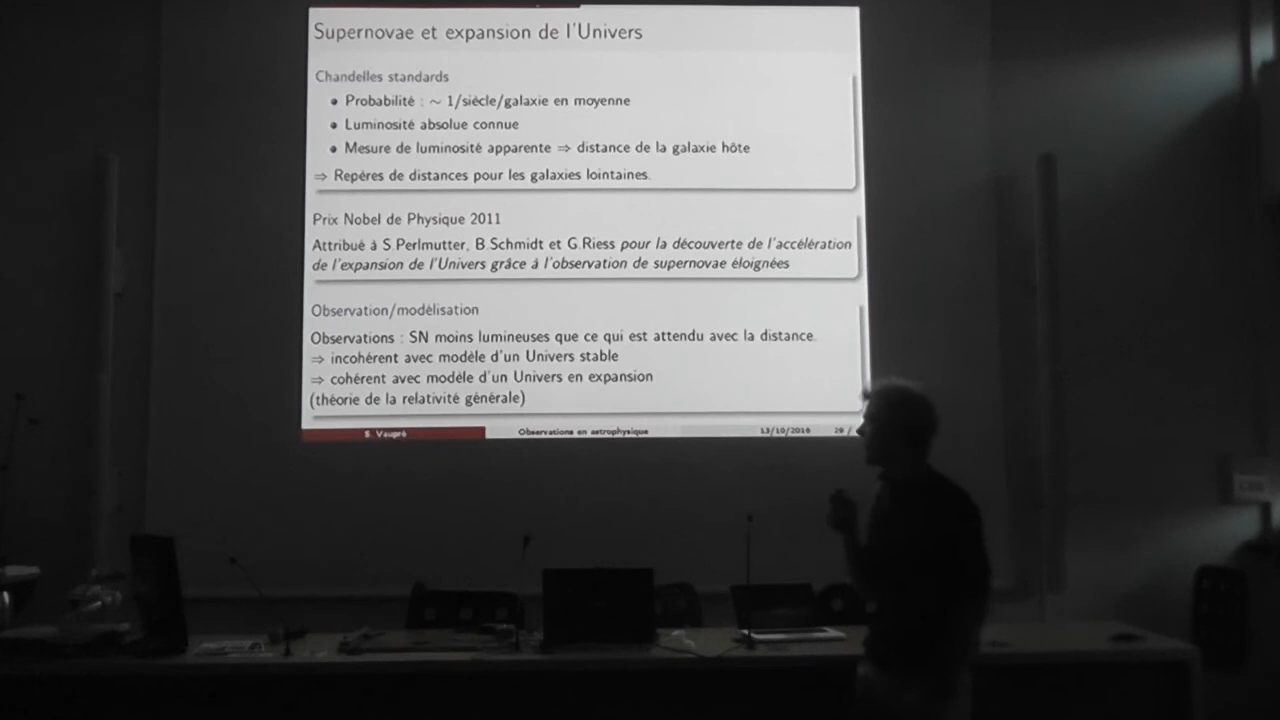 Supernovae et expansion de l'Univers
Chandelles standards
• Probabilité : ~ 1/siècle/galaxie en moyenne
• Luminosité absolue connue
• Mesure de luminosité apparente ⇒ distance de la galaxie hôte
⇒ Repères de distances pour les galaxies lointaines.
Prix Nobel de Physique 2011
Attribué à S.Perlmutter, B.Schmidt et G.Riess pour la découverte de l'accélération
de l'expansion de l'Univers grâce à l'observation de supernovae éloignées
Observation/modélisation
Observations : SN moins lumineuses que ce qui est attendu avec la distance.
⇒ incohérent avec modèle d'un Univers stable
⇒ cohérent avec modèle d'un Univers en expansion
(théorie de la relativité générale)
S. Vaupré Observations en astrophysique 13/10/2016 29 /